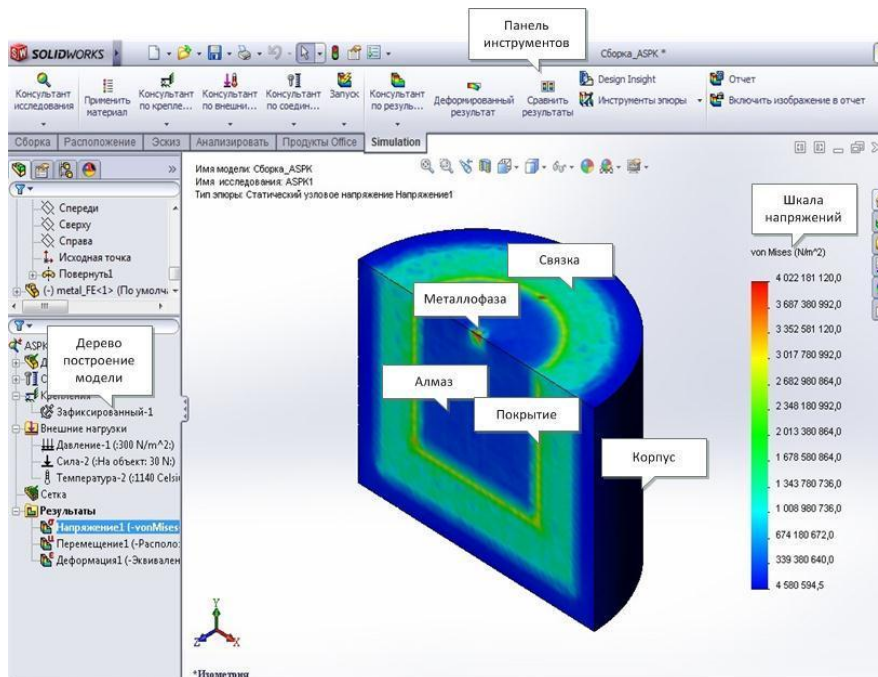 Панель
инструментов
SOLIDWORKS
Сборка_ASPK *
Консультант
исследования
Применить
материал
Консультант
по крепле...
Консультант
по внешни...
Консультант
по соедин...
Запуск
Консультант
по резуль...
Деформированный
результат
Сравнить
результаты
Design Insight
Инструменты эпюры
Отчет
Включить изображение в отчет
Сборка
Расположение
Эскиз
Анализировать
Продукты Office
Simulation
Имя модели: Сборка_ASPK
Имя исследования: ASPK1
Тип эпюры: Статический узловое напряжение Напряжение1
Спереди
Сверху
Справа
Исходная точка
Повернуть1
(-) metal_FE<1> (По умолч
ASPK
Дерево
построение
модели
Крепления
Зафиксированный-1
Внешние нагрузки
Давление-1 (:300 N/m^2:)
Сила-2 (:На объект: 30 N:)
Температура-2 (:1140 Celsi
Сетка
Результаты
Напряжение1 (-vonMises
Перемещение1 (-Располо:
Деформация1 (-Эквивален
Связка
Металлофаза
Алмаз
Покрытие
Корпус
Шкала
напряжений
von Mises (N/m^2)
4 022 181 120,0
3 687 380 992,0
3 352 581 120,0
3 017 780 992,0
2 682 980 864,0
2 348 180 992,0
2 013 380 864,0
1 678 580 864,0
1 343 780 736,0
1 008 980 736,0
674 180 672,0
339 380 640,0
4 580 594,5
Y
Z
X
*Изометрия